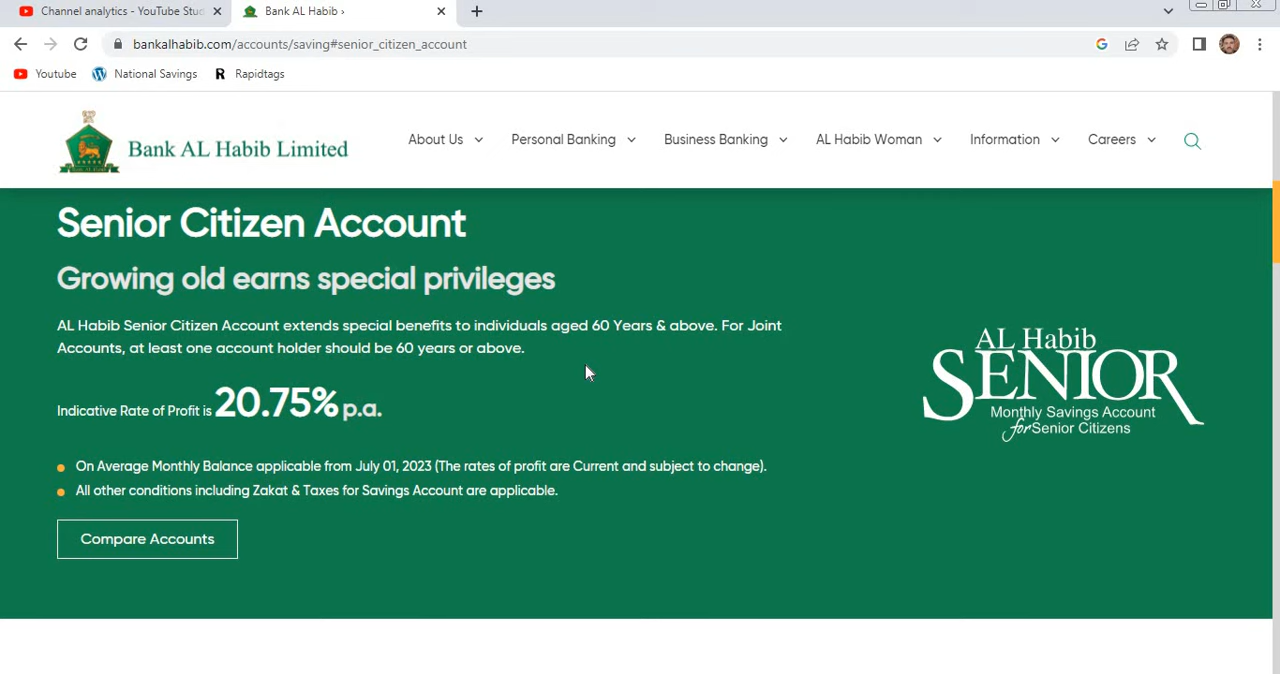 Channel analytics - YouTube Stud
Bank AL Habib ›
bankalhabib.com/accounts/saving#senior_citizen_account
Youtube
National Savings
Rapidtags
Bank AL Habib Limited
About Us
Personal Banking
Business Banking
AL Habib Woman
Information
Careers
Senior Citizen Account
Growing old earns special privileges
AL Habib Senior Citizen Account extends special benefits to individuals aged 60 Years & above. For Joint
Accounts, at least one account holder should be 60 years or above.
Indicative Rate of Profit is 20.75% p.a.
On Average Monthly Balance applicable from July 01, 2023 (The rates of profit are Current and subject to change).
All other conditions including Zakat & Taxes for Savings Account are applicable.
Compare Accounts
AL Habib
SENIOR
Monthly Savings Account
for Senior Citizens